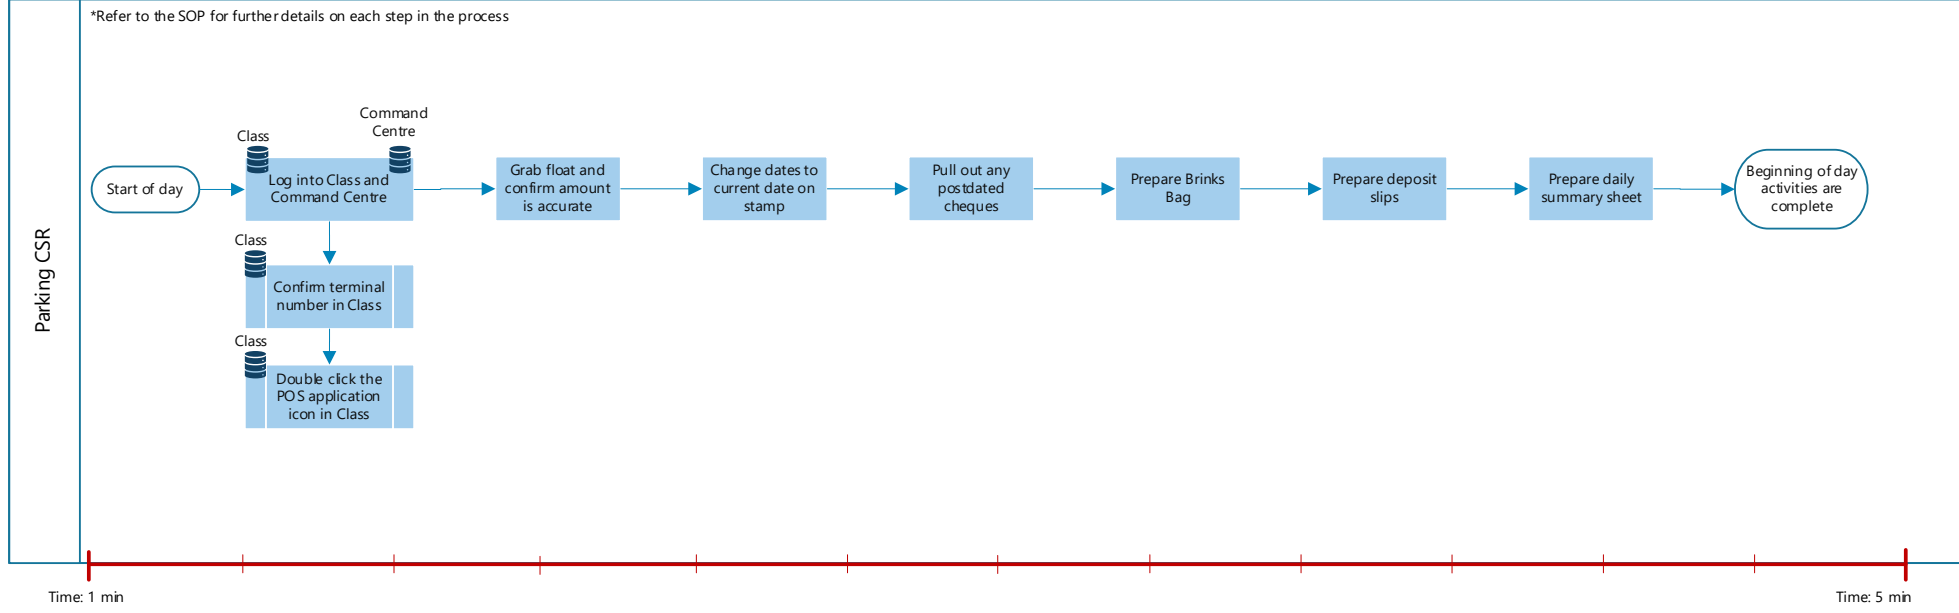 *Refer to the SOP for further details on each step in the process
Parking CSR
Start of day
Class
Command
Centre
Log into Class and
Command Centre
Class
Confirm terminal
number in Class
Class
Double click the
POS application
icon in Class
Grab float and
confirm amount
is accurate
Change dates to
current date on
stamp
Pull out any
postdated
cheques
Prepare Brinks
Bag
Prepare deposit
slips
Prepare daily
summary sheet
Beginning of day
activities are
complete
Time: 1 min
Time: 5 min